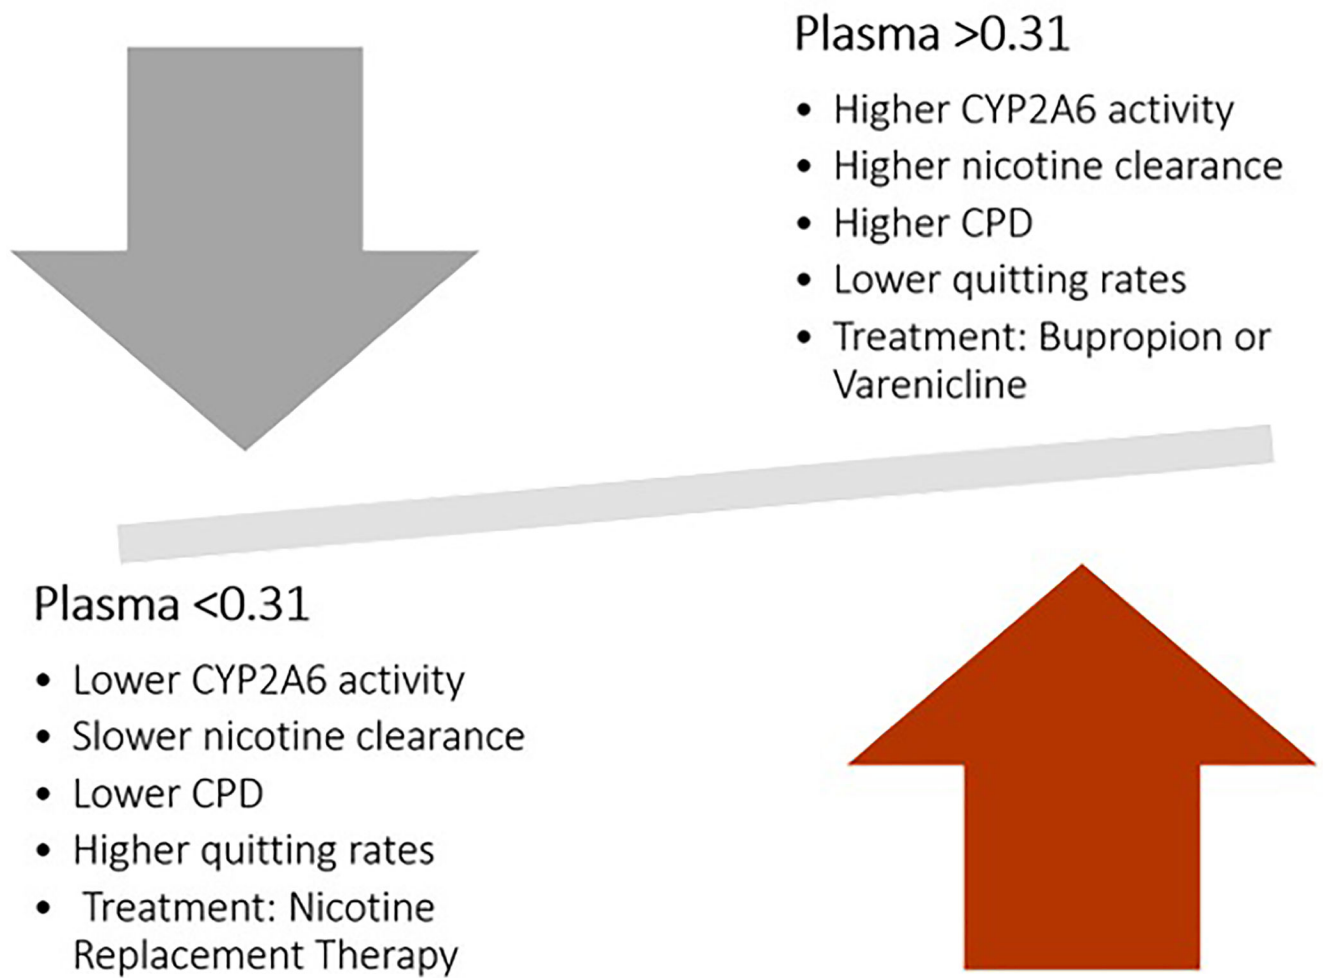 Plasma >0.31
• Higher CYP2A6 activity
• Higher nicotine clearance
• Higher CPD
• Lower quitting rates
• Treatment: Bupropion or
Varenicline
Plasma <0.31
• Lower CYP2A6 activity
• Slower nicotine clearance
• Lower CPD
• Higher quitting rates
• Treatment: Nicotine
Replacement Therapy